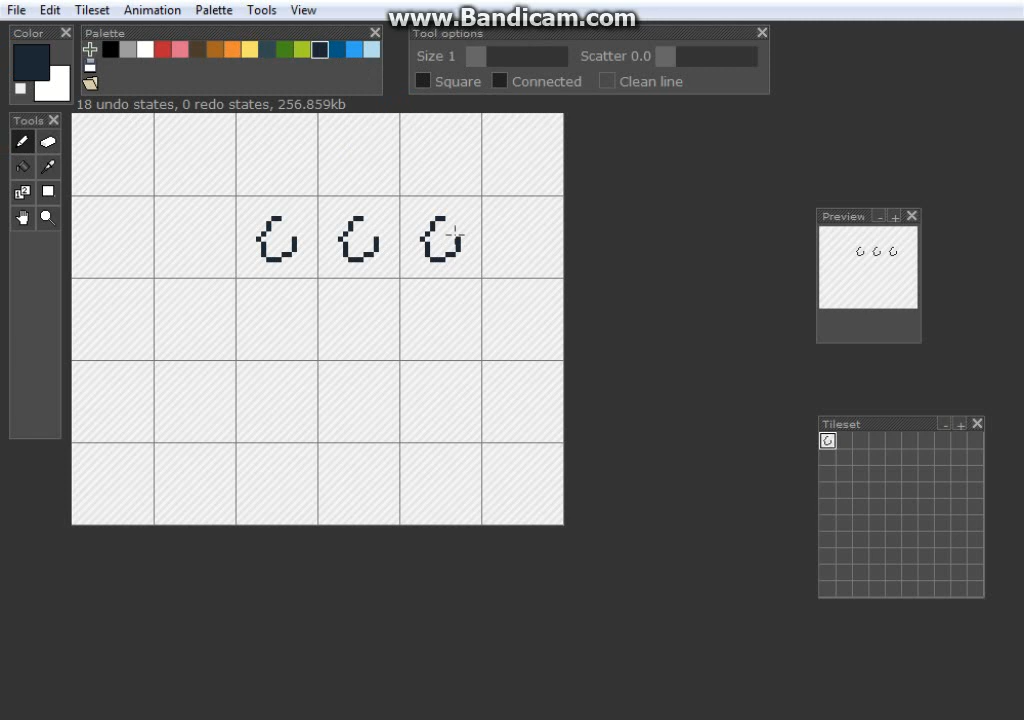 File Edit Tileset Animation Palette Tools View
www.Bandicam.com
Color
Palette
Tool options
Size 1
Scatter 0.0
Square
Connected
Clean line
18 undo states, 0 redo states, 256.859kb
Tools
Preview
Tileset